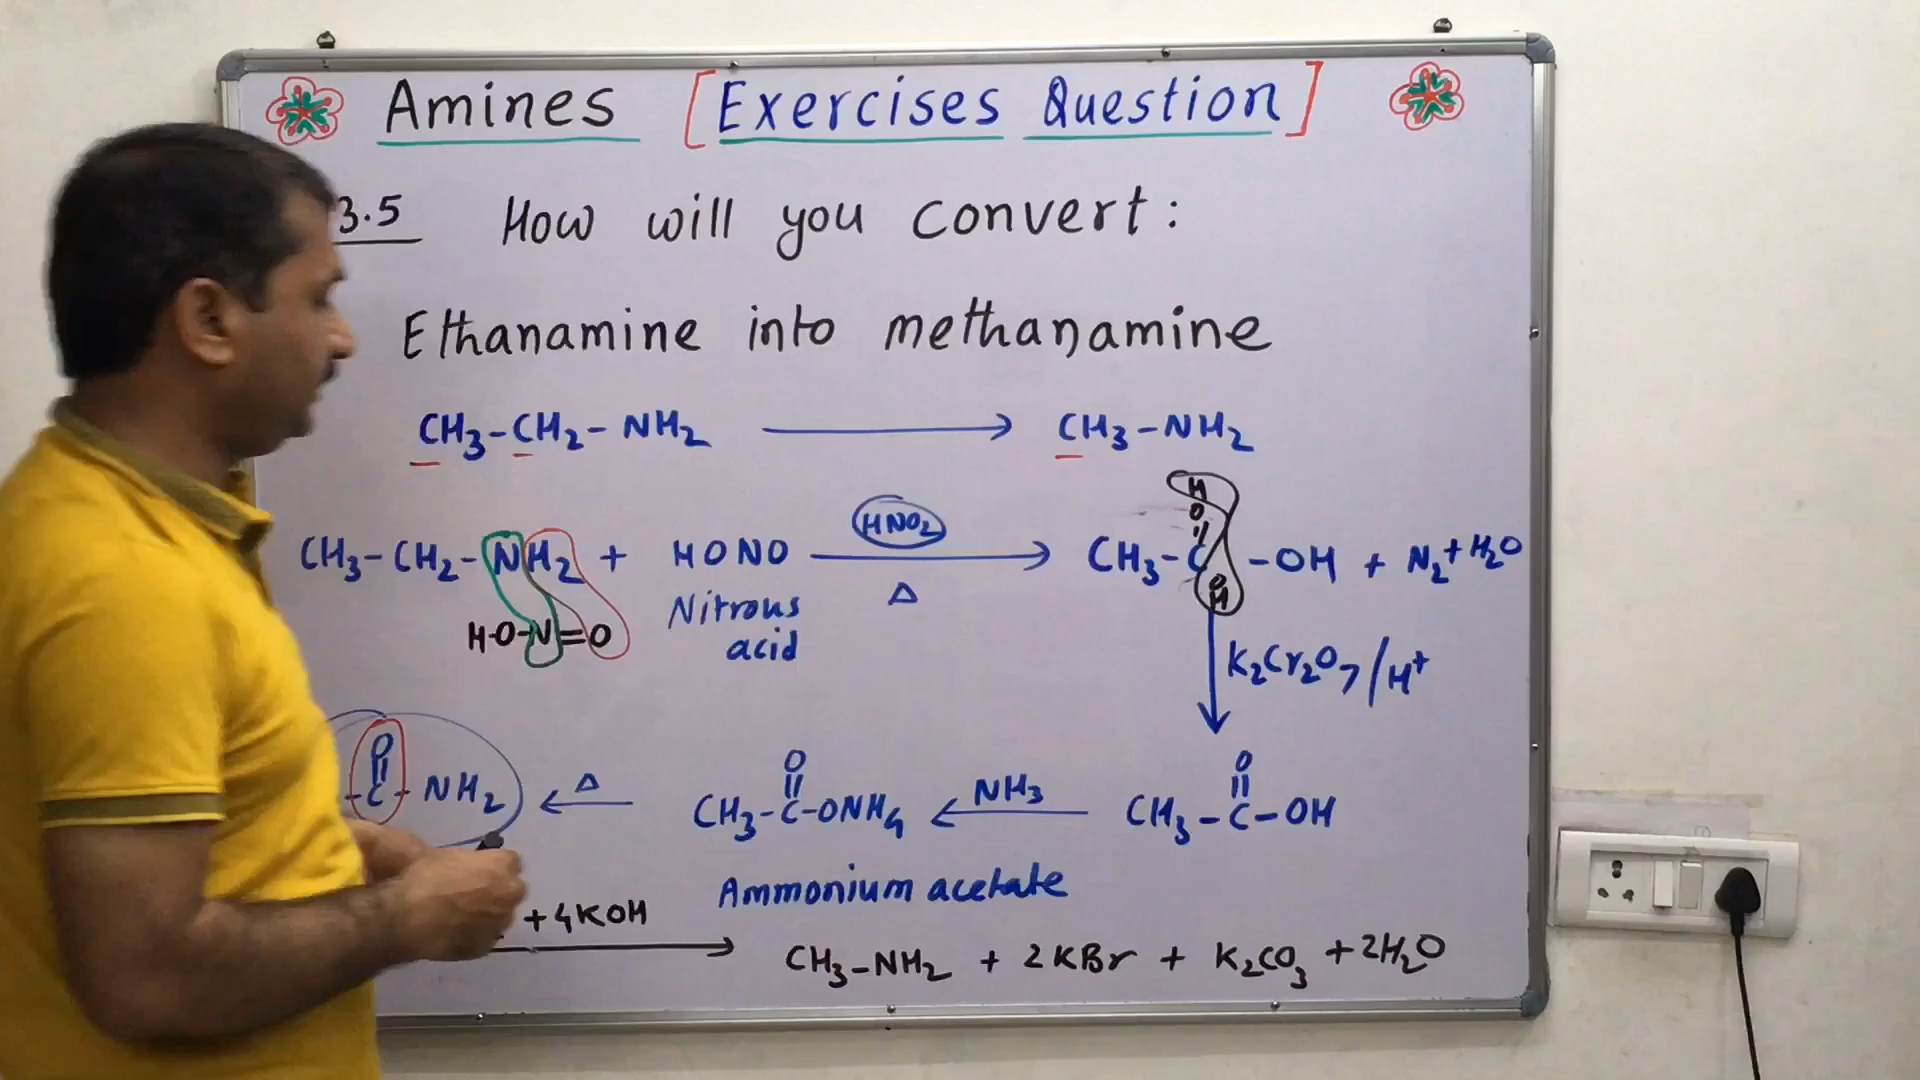 Amines [Exercises Question]
3.5 How will you convert:
Ethanamine into methanamine
CH₃-CH₂-NH₂ ⟶ CH₃-NH₂
H
O
HNO₂
CH₃-CH₂-NH₂ + HONO ⟶ CH₃-C-OH + N₂+H₂O
Δ
O
H
Nitrous
H-O-N=O
acid
K₂Cr₂O₇/H⁺
O O O
-C-NH₂ ⟵ Δ CH₃-C-ONH₄ ⟵ NH₃ CH₃-C-OH
Ammonium acetate
+4KOH
⟶ CH₃-NH₂ + 2KBr + K₂CO₃ +2H₂O